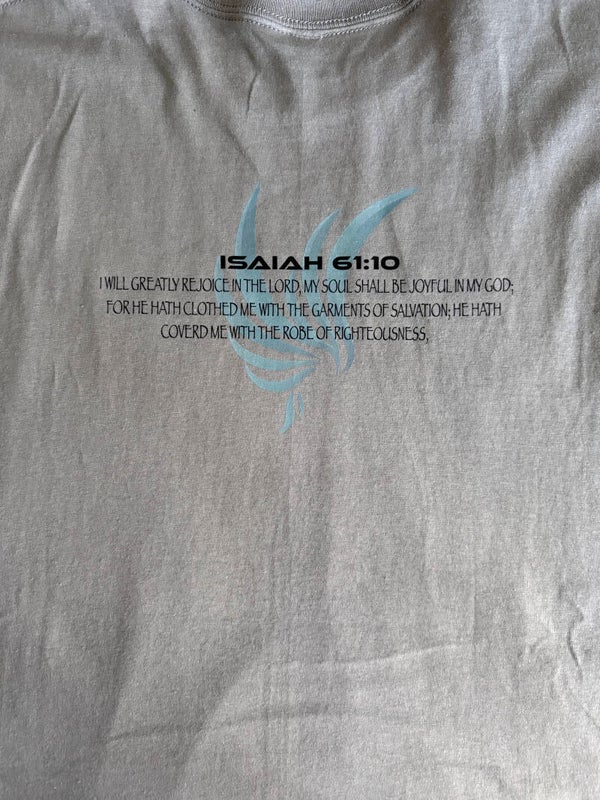 ISAIAH 61:10
I WILL GREATLY REJOICE IN THE LORD, MY SOUL SHALL BE JOYFUL IN MY GOD;
FOR HE HATH CLOTHED ME WITH THE GARMENTS OF SALVATION; HE HATH
COVERD ME WITH THE ROBE OF RIGHTEOUSNESS,